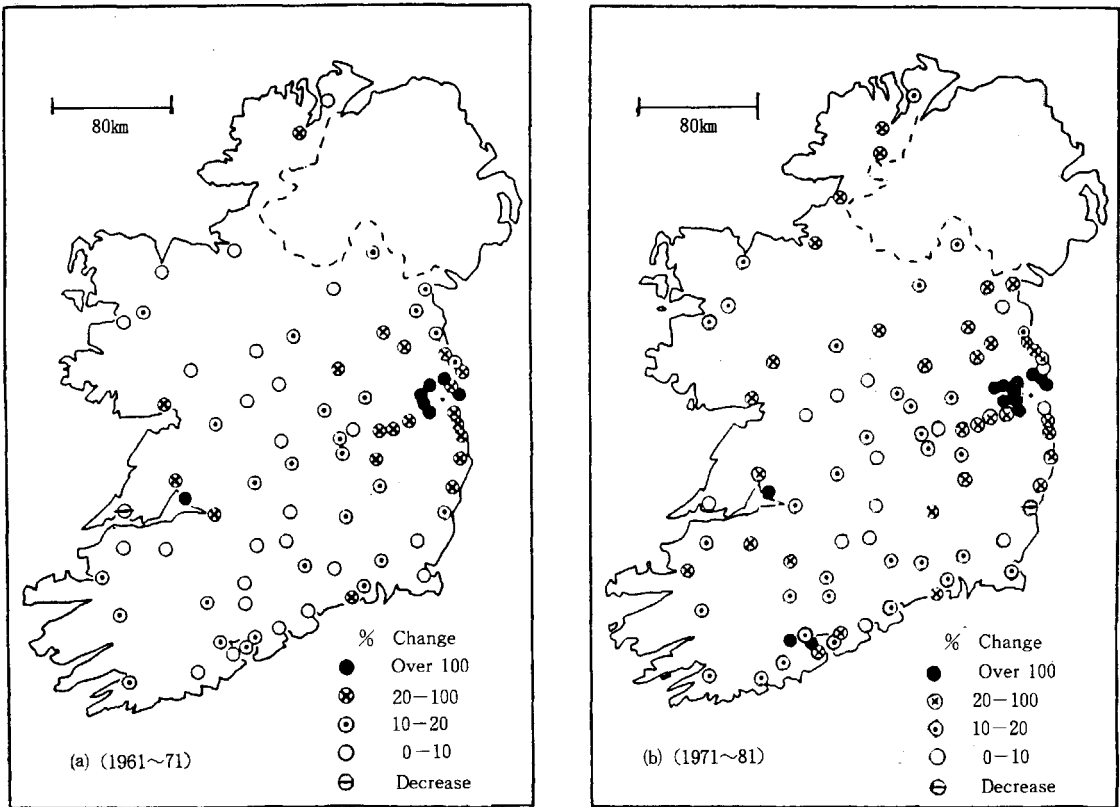 80km
% Change
Over 100
20—100
10—20
0—10
Decrease
(a) (1961~71)
80km
% Change
Over 100
20—100
10—20
0—10
Decrease
(b) (1971~81)